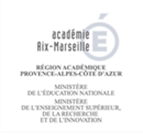 académie
Aix-Marseille
RÉGION ACADÉMIQUE
PROVENCE-ALPES-CÔTE D'AZUR
MINISTÈRE
DE L'ÉDUCATION NATIONALE
MINISTÈRE
DE L'ENSEIGNEMENT SUPÉRIEUR,
DE LA RECHERCHE
ET DE L'INNOVATION